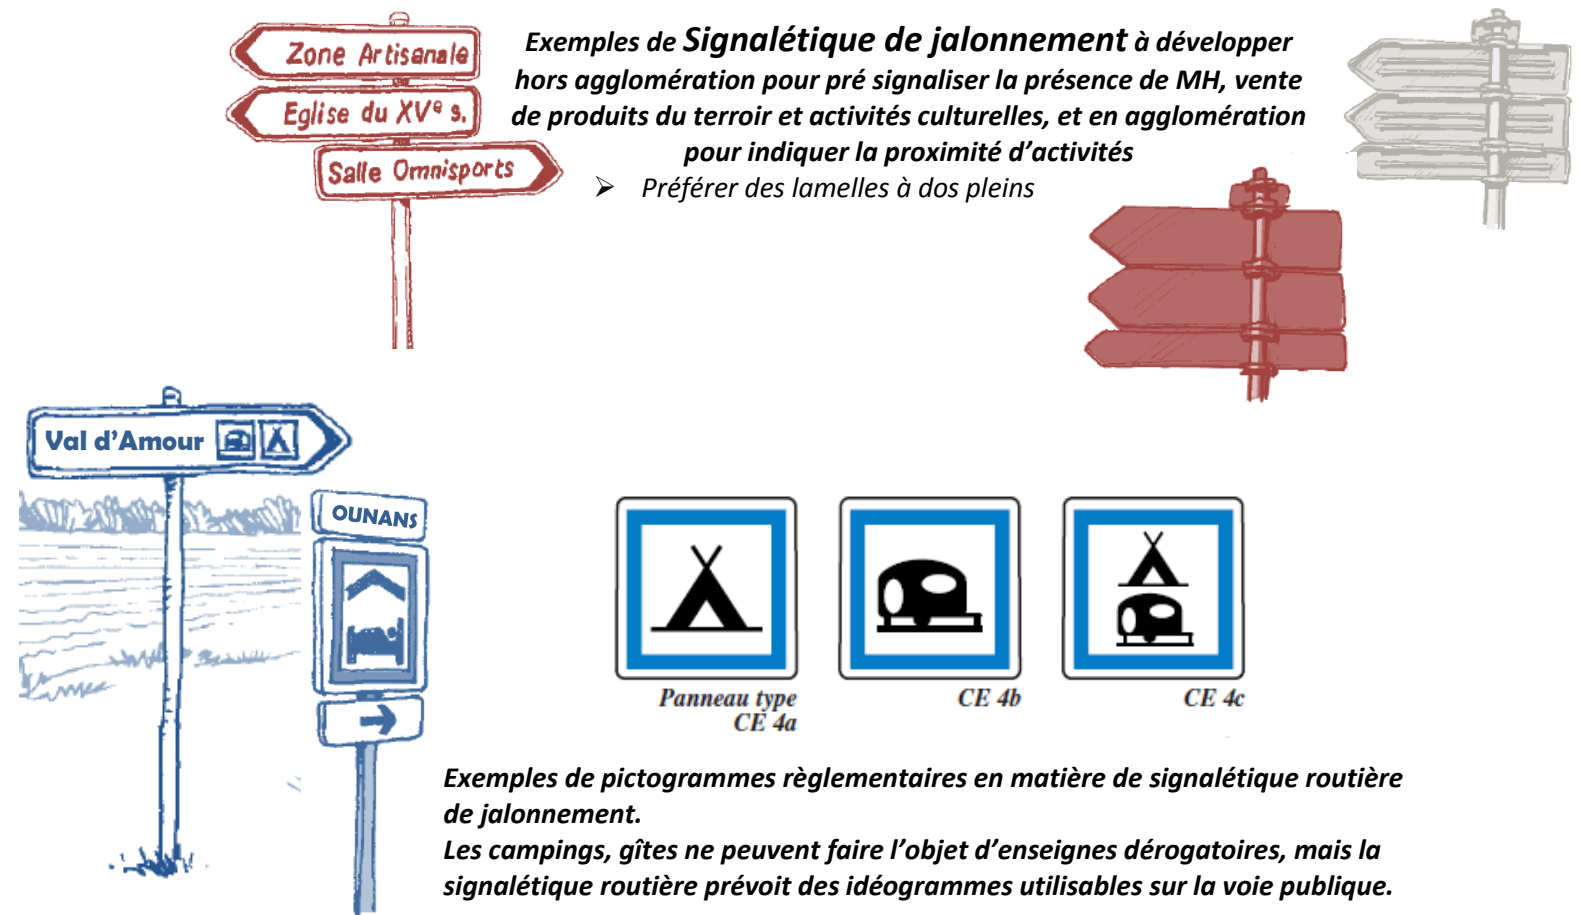 Zone Artisanale
Eglise du XVe s.
Salle Omnisports
Exemples de Signalétique de jalonnement à développer
hors agglomération pour pré signaliser la présence de MH, vente
de produits du terroir et activités culturelles, et en agglomération
pour indiquer la proximité d’activités
➢ Préférer des lamelles à dos pleins
Val d’Amour
OUNANS
Panneau type
CE 4a
CE 4b
CE 4c
Exemples de pictogrammes règlementaires en matière de signalétique routière
de jalonnement.
Les campings, gîtes ne peuvent faire l’objet d’enseignes dérogatoires, mais la
signalétique routière prévoit des idéogrammes utilisables sur la voie publique.